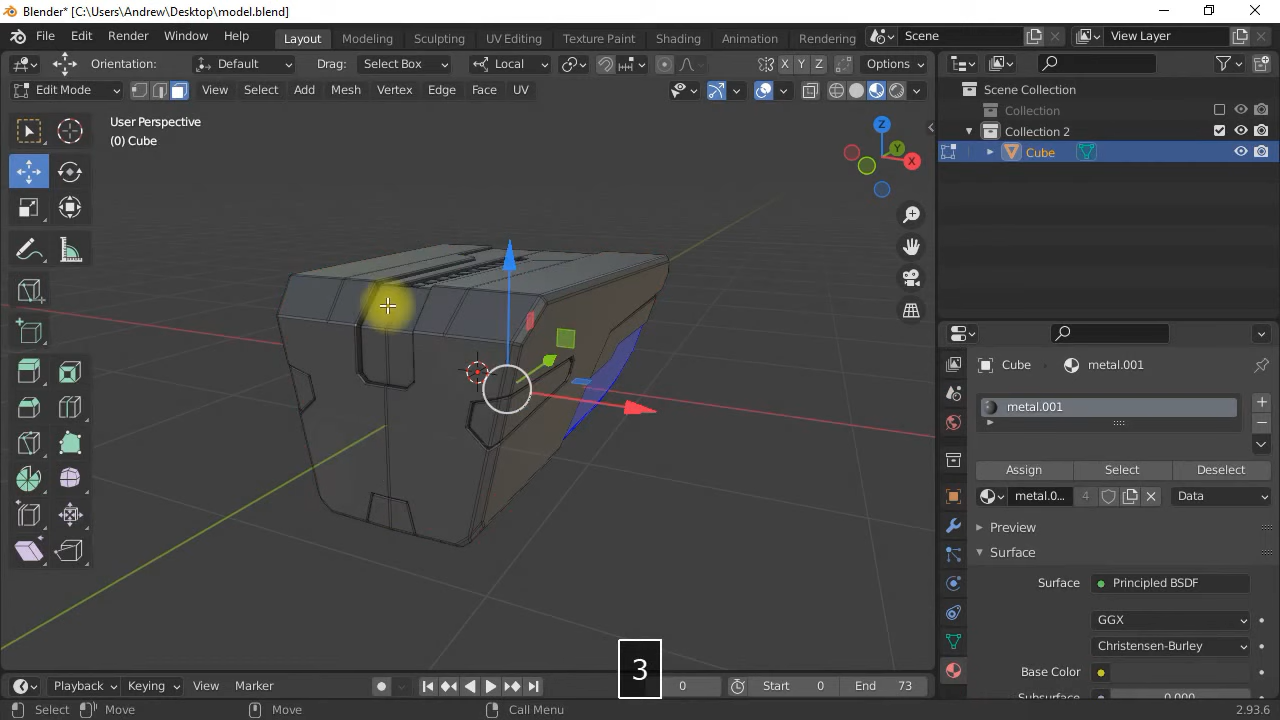 Blender* [C:\Users\Andrew\Desktop\model.blend]
File Edit Render Window Help
Layout Modeling Sculpting UV Editing Texture Paint Shading Animation Rendering
Scene
View Layer
Orientation: Default Drag: Select Box Local Options
Edit Mode View Select Add Mesh Vertex Edge Face UV
User Perspective
(0) Cube
Z
Y
X
X Y Z
Scene Collection
Collection
Collection 2
Cube
Cube metal.001
metal.001
Assign Select Deselect
metal.0... 4 Data
Preview
Surface
Surface Principled BSDF
GGX
Christensen-Burley
Base Color
Subsurface 0.000
3
Playback Keying View Marker 0 Start 0 End 73
Select Move Move Call Menu 2.93.6